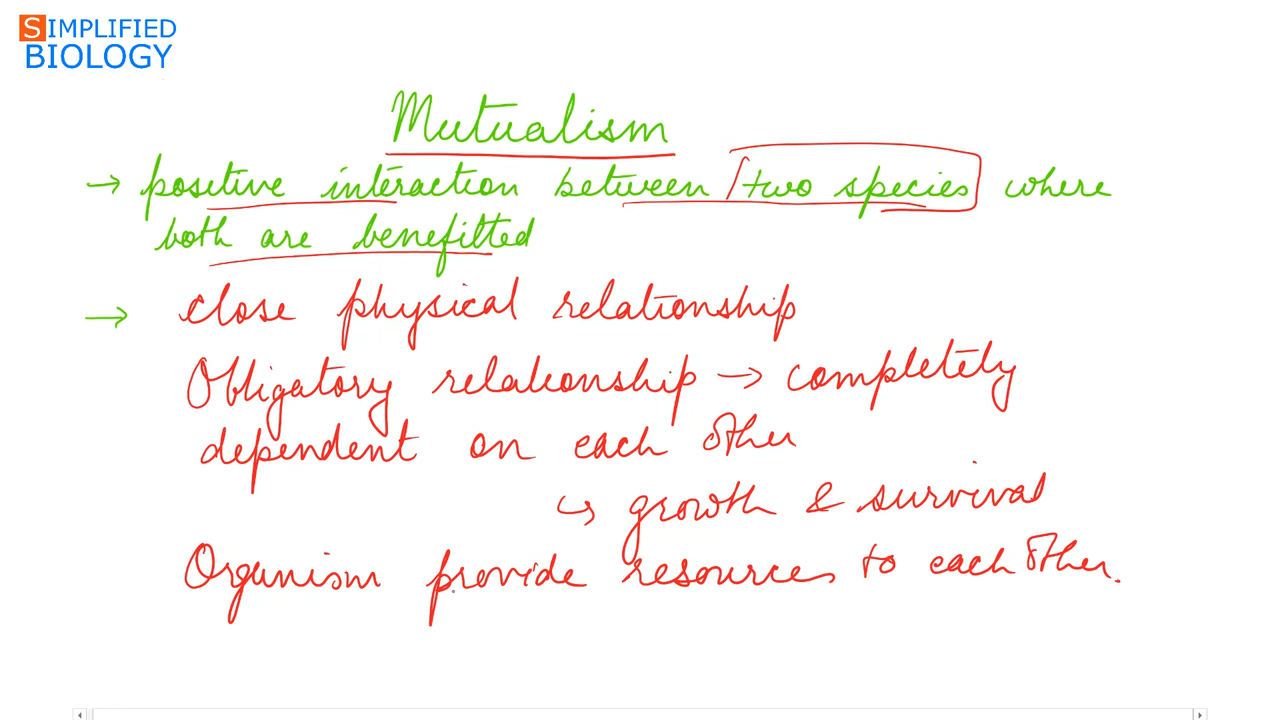 SIMPLIFIED
BIOLOGY
Mutualism
→ positive interaction between two species where
both are benefitted
→ close physical relationship
Obligatory relationship → completely
dependent on each other
↪ growth & survival
Organism provide resources to each other.